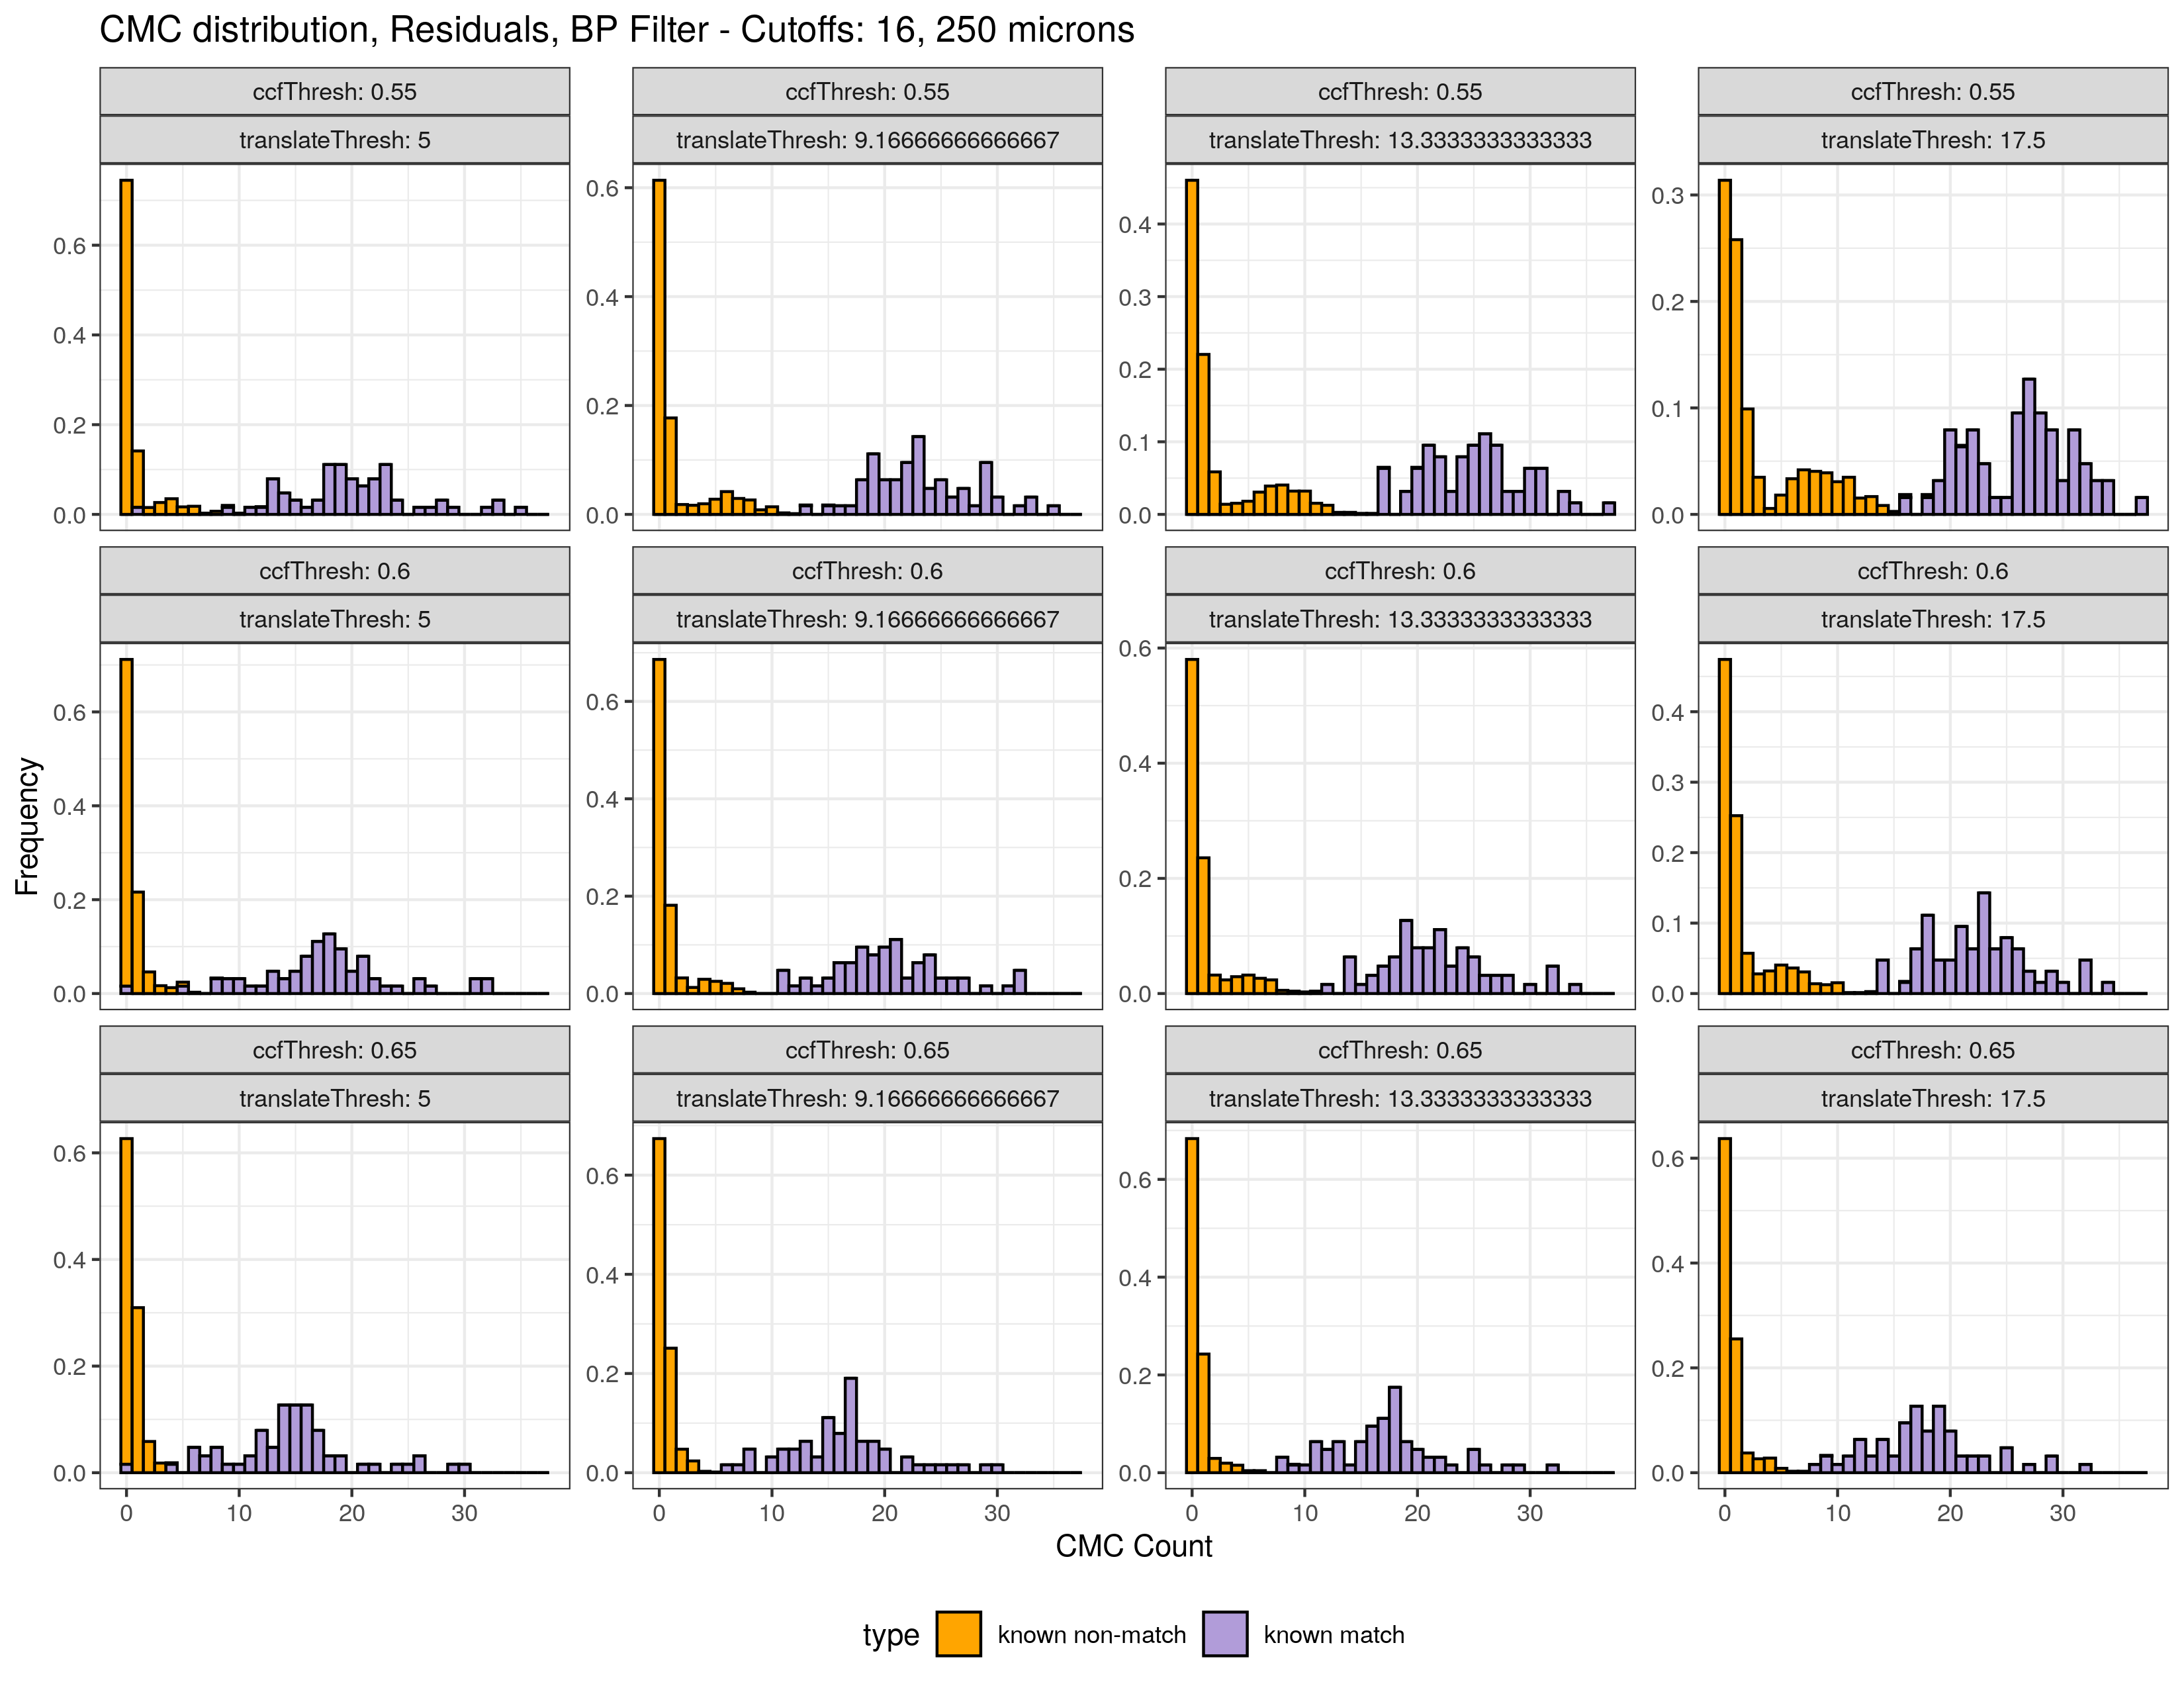 CMC distribution, Residuals, BP Filter - Cutoffs: 16, 250 microns
ccfThresh: 0.55
translateThresh: 5
0.0
0.2
0.4
0.6
ccfThresh: 0.55
translateThresh: 9.16666666666667
0.0
0.2
0.4
0.6
ccfThresh: 0.55
translateThresh: 13.3333333333333
0.0
0.1
0.2
0.3
0.4
ccfThresh: 0.55
translateThresh: 17.5
0.0
0.1
0.2
0.3
ccfThresh: 0.6
translateThresh: 5
0.0
0.2
0.4
0.6
ccfThresh: 0.6
translateThresh: 9.16666666666667
0.0
0.2
0.4
0.6
ccfThresh: 0.6
translateThresh: 13.3333333333333
0.0
0.2
0.4
0.6
ccfThresh: 0.6
translateThresh: 17.5
0.0
0.1
0.2
0.3
0.4
ccfThresh: 0.65
translateThresh: 5
0.0
0.2
0.4
0.6
0 10 20 30
ccfThresh: 0.65
translateThresh: 9.16666666666667
0.0
0.2
0.4
0.6
0 10 20 30
ccfThresh: 0.65
translateThresh: 13.3333333333333
0.0
0.2
0.4
0.6
0 10 20 30
ccfThresh: 0.65
translateThresh: 17.5
0.0
0.2
0.4
0.6
0 10 20 30
Frequency
CMC Count
type known non-match known match